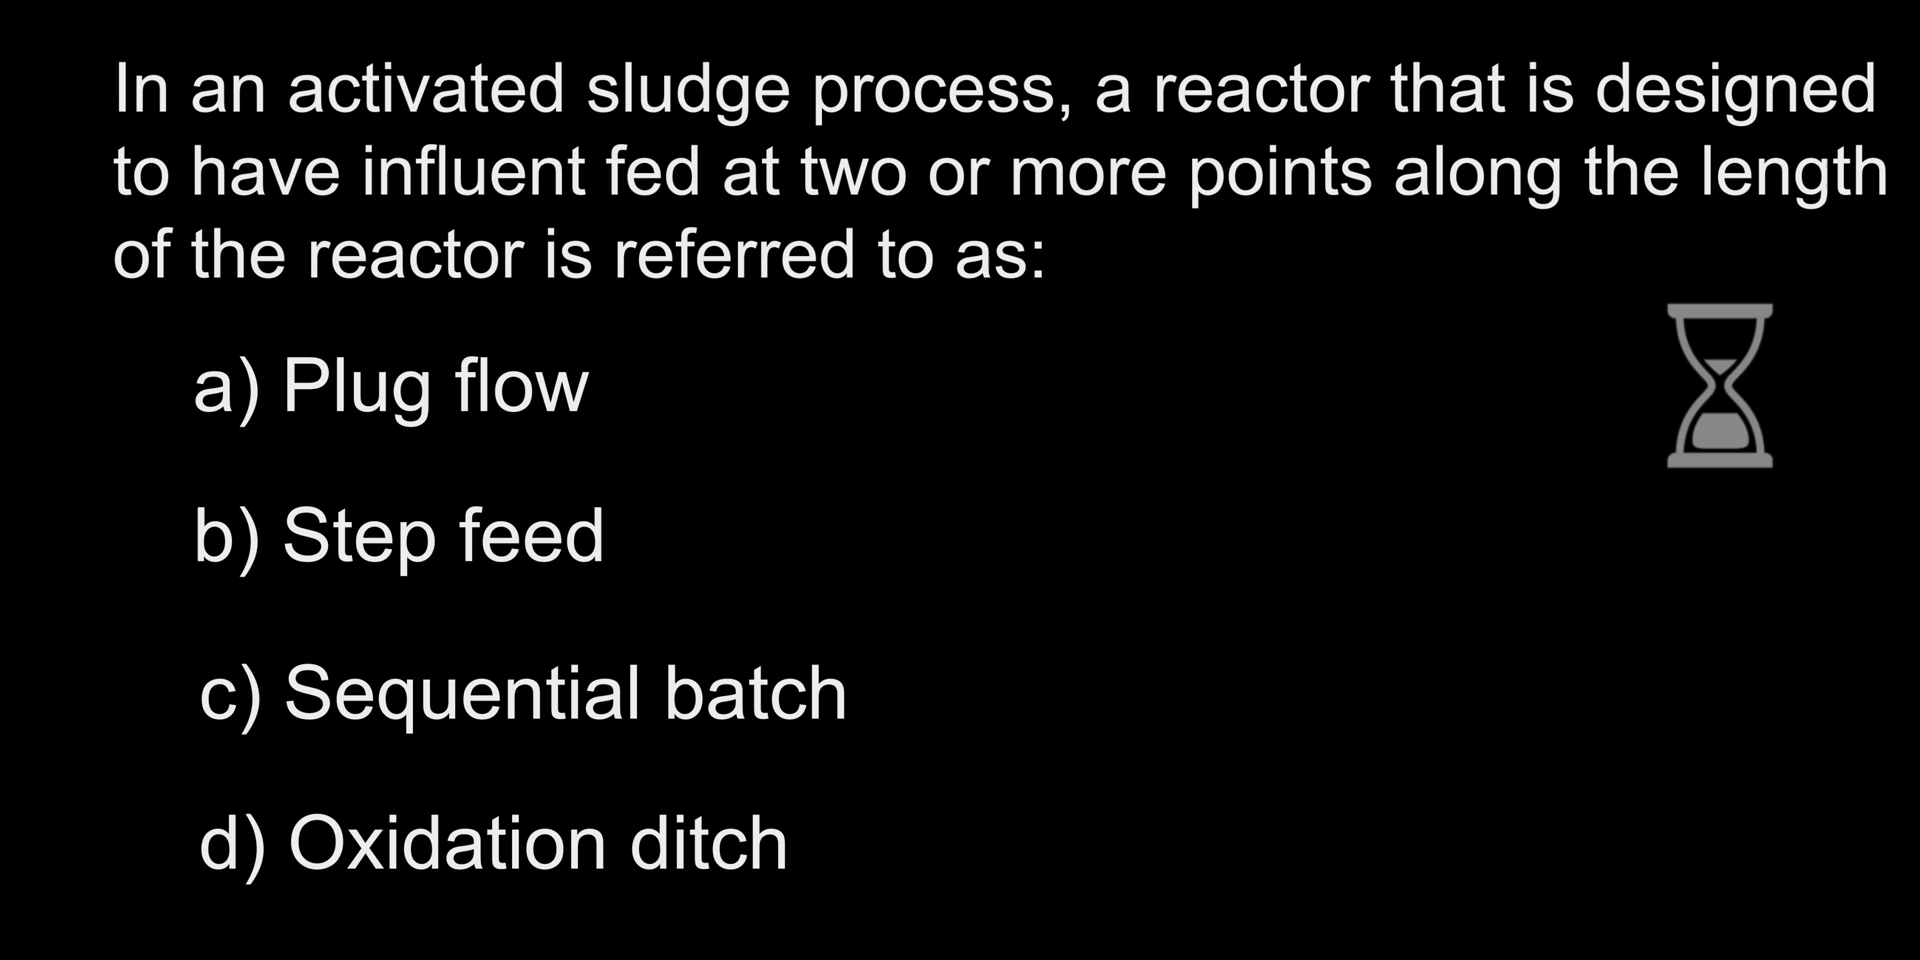 In an activated sludge process, a reactor that is designed
to have influent fed at two or more points along the length
of the reactor is referred to as:
a) Plug flow
b) Step feed
c) Sequential batch
d) Oxidation ditch